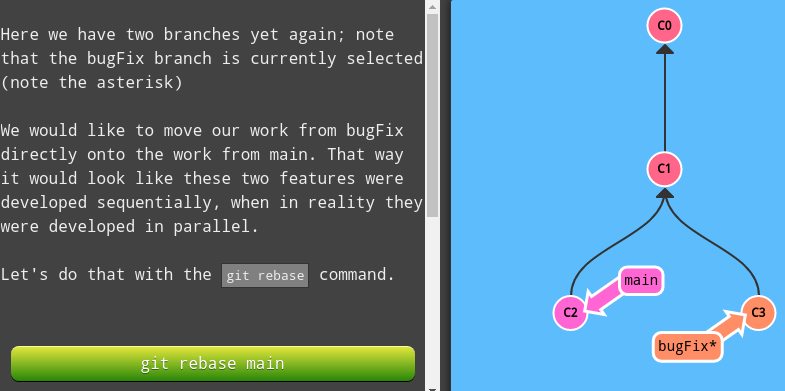 Here we have two branches yet again; note
that the bugFix branch is currently selected
(note the asterisk)
We would like to move our work from bugFix
directly onto the work from main. That way
it would look like these two features were
developed sequentially, when in reality they
were developed in parallel.
Let's do that with the git rebase command.
git rebase main
C0
C1
main
C2
C3
bugFix*